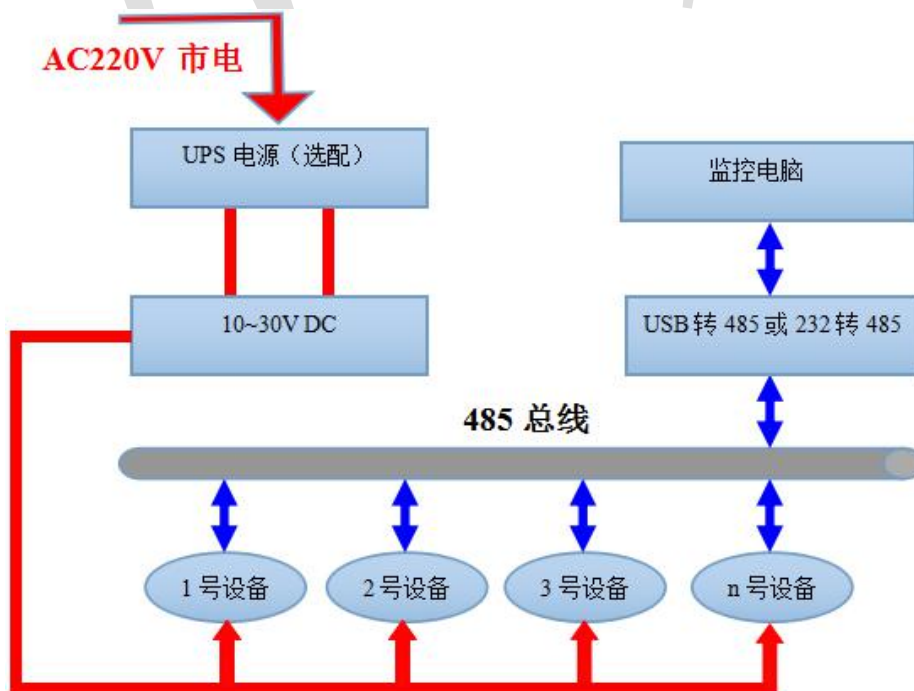 AC220V 市电
UPS 电源（选配）
监控电脑
10~30V DC
USB 转 485 或 232 转 485
485 总线
1 号设备
2 号设备
3 号设备
n 号设备